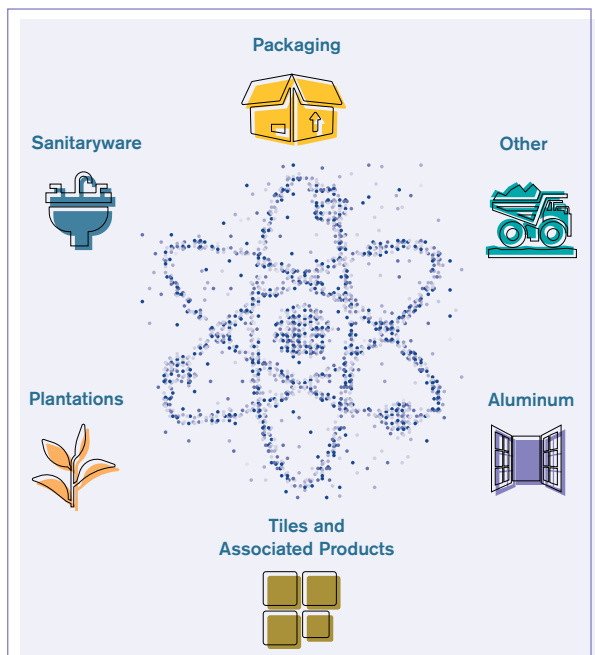 Packaging
Sanitaryware
Other
Plantations
Aluminum
Tiles and
Associated Products